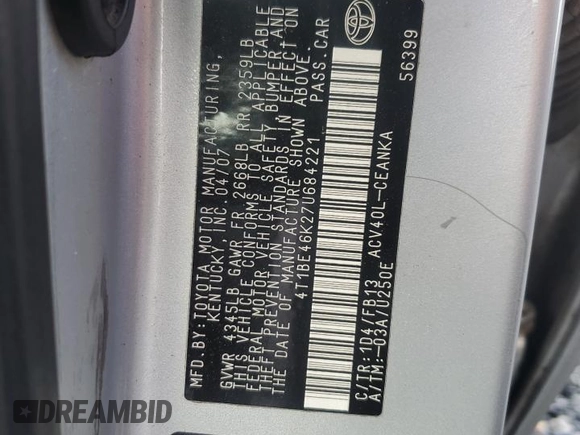 MFD.BY:TOYOTA MOTOR MANUFACTURING,
KENTUCKY, INC. 04/07
GVWR 4345LB GAWR FR 2668LB RR 2359LB
THIS VEHICLE CONFORMS TO ALL APPLICABLE
FEDERAL MOTOR VEHICLE SAFETY, BUMPER, AND
THEFT PREVENTION STANDARDS IN EFFECT ON
THE DATE OF MANUFACTURE SHOWN ABOVE.
4T1BE46K27U684221 PASS.CAR
C/TR:1D4/FB13 ACV40L-CEANKA
A/TM:-03A/U250E 56399
DREAMBID